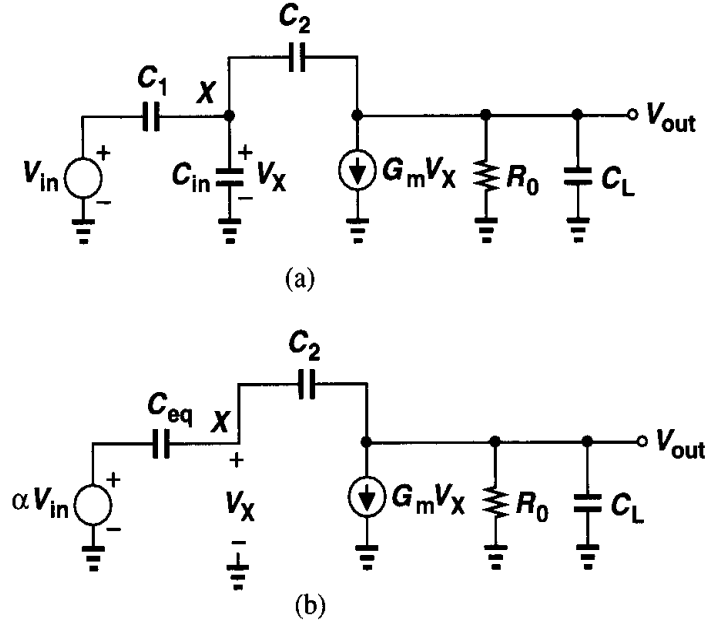 C2
C1
X
Vout
Vin
+
−
Cin
+
VX
−
GmVX
R0
CL
(a)
C2
Ceq
X
Vout
αVin
+
−
+
VX
−
GmVX
R0
CL
(b)